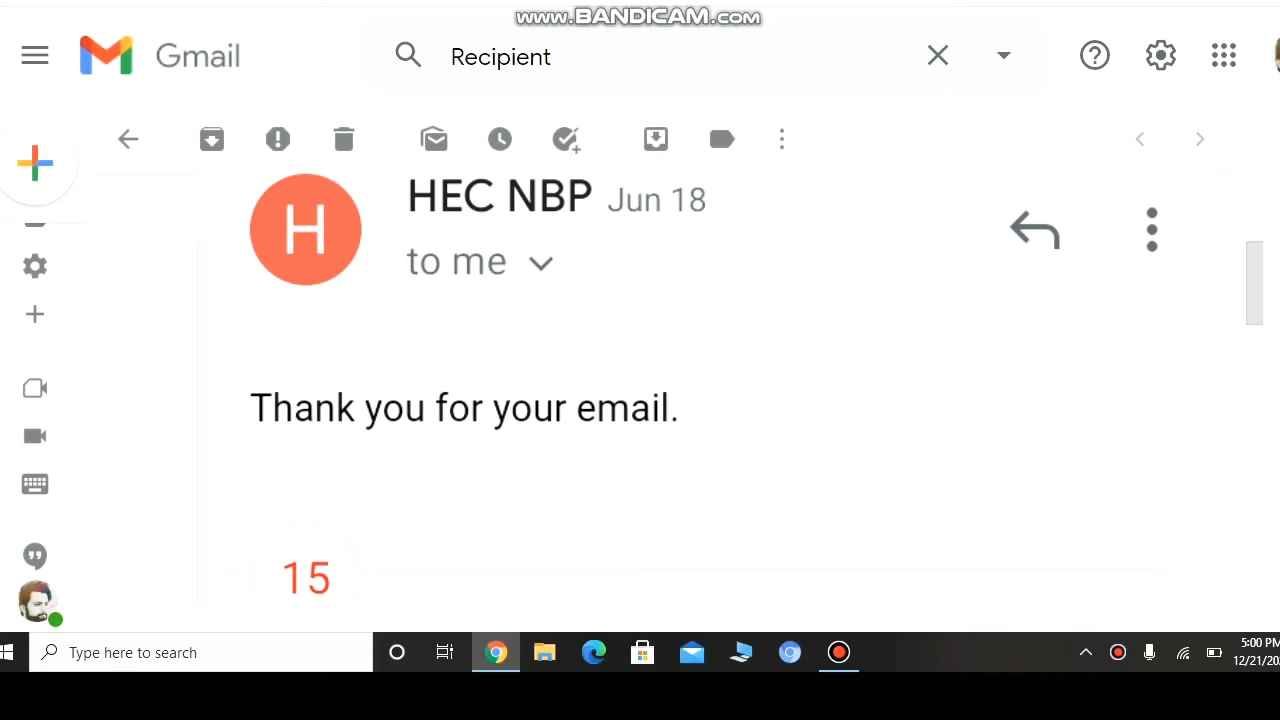 www.BANDICAM.com
Gmail
Recipient
HEC NBP Jun 18
H
to me
Thank you for your email.
15
Type here to search
5:00 PM
12/21/20